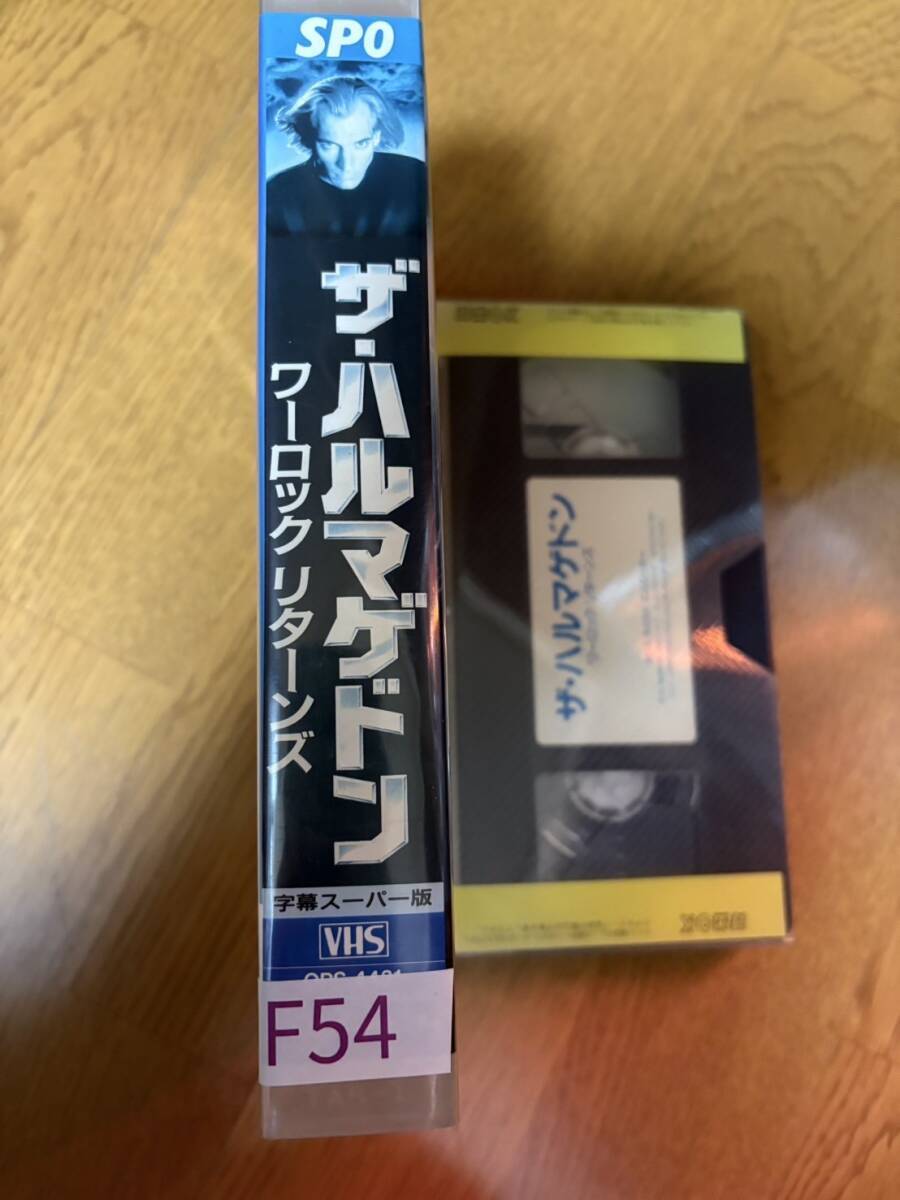 SPO
ザ・ハルマゲドン
ワーロック リターンズ
字幕スーパー版
VHS
F54
ザ・ハルマゲドン